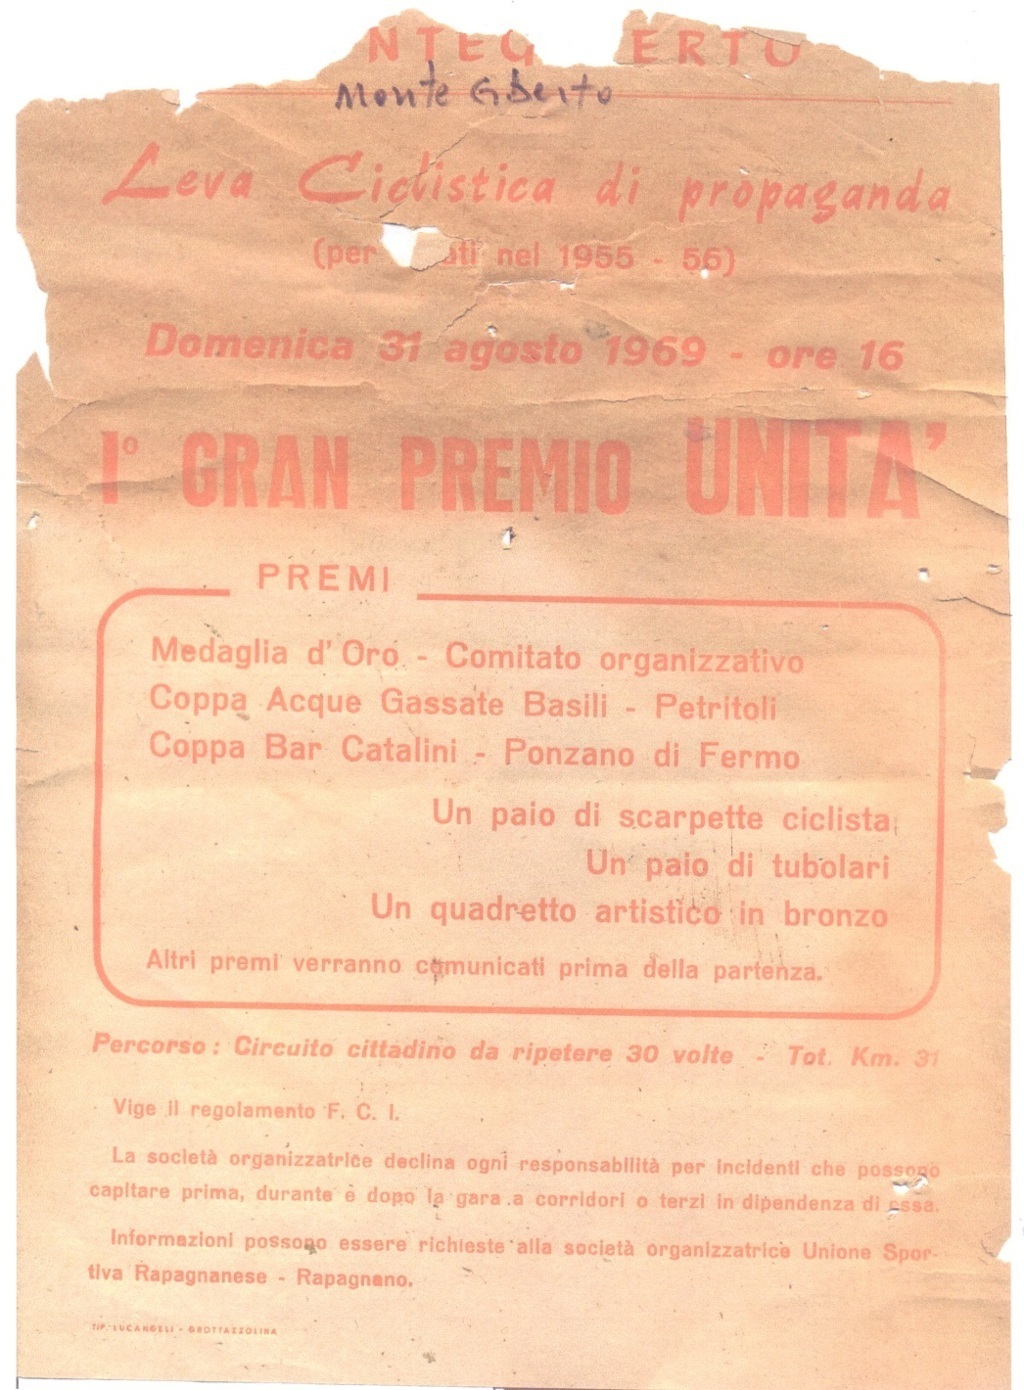 NTEG ERTO
Monte Giberto
Leva Ciclistica di propaganda
(per ati nel 1955 - 56)
Domenica 31 agosto 1969 - ore 16
1° GRAN PREMIO UNITA'
PREMI
Medaglia d'Oro - Comitato organizzativo
Coppa Acque Gassate Basili - Petritoli
Coppa Bar Catalini - Ponzano di Fermo
Un paio di scarpette ciclista
Un paio di tubolari
Un quadretto artistico in bronzo
Altri premi verranno comunicati prima della partenza.
Percorso: Circuito cittadino da ripetere 30 volte - Tot. Km. 31
Vige il regolamento F. C. I.
La società organizzatrice declina ogni responsabilità per incidenti che possono
capitare prima, durante e dopo la gara a corridori o terzi in dipendenza di essa.
Informazioni possono essere richieste alla società organizzatrice Unione Spor-
tiva Rapagnanese - Rapagnano.
TIP. LUCANGELI - GROTTAZZOLINA